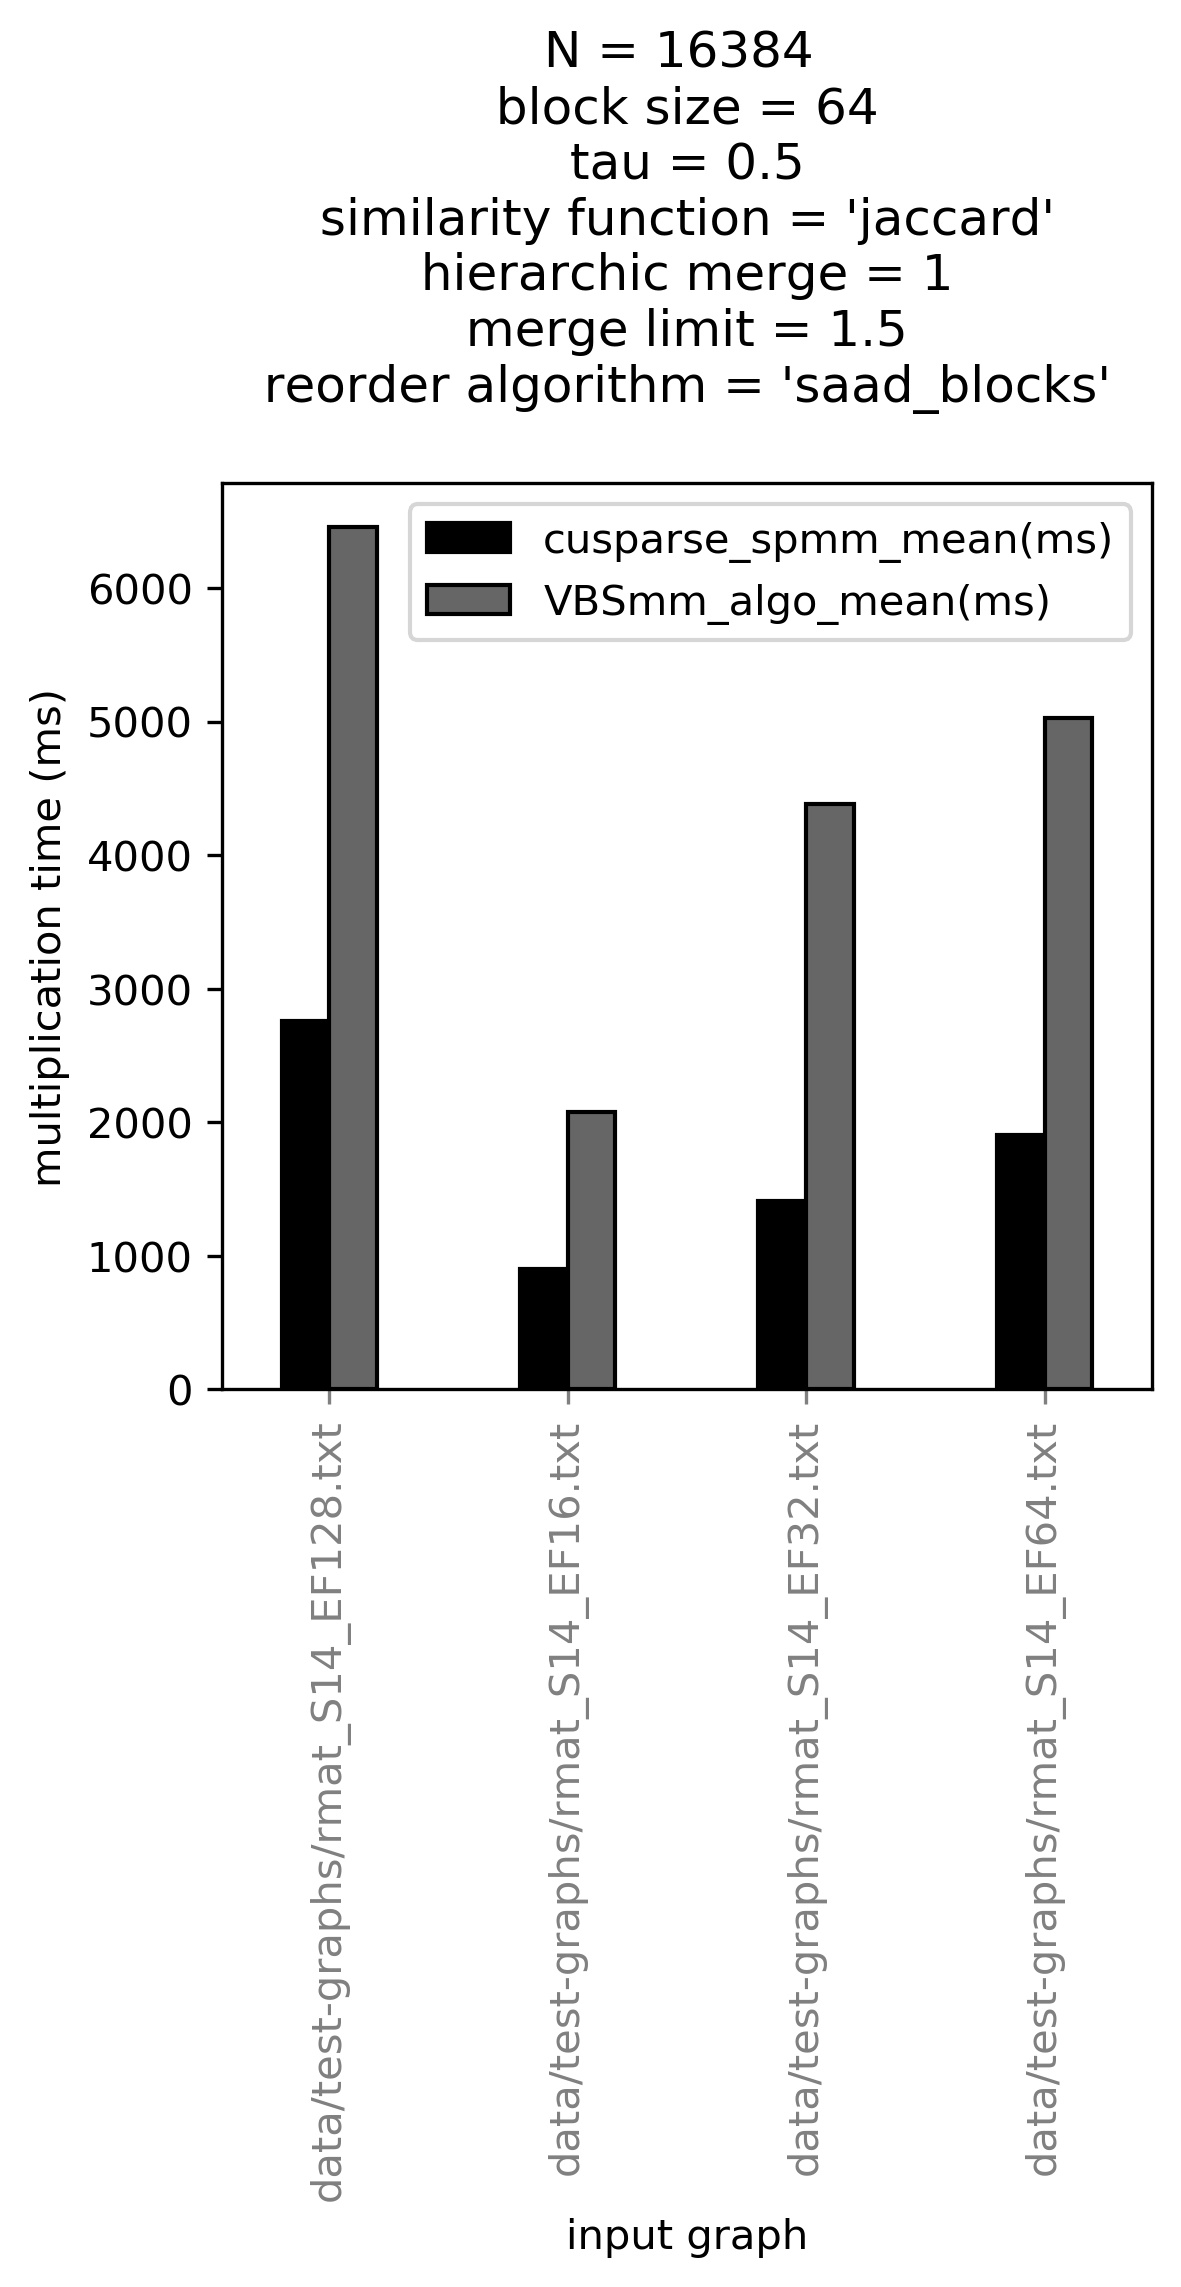 N = 16384
block size = 64
tau = 0.5
similarity function = 'jaccard'
hierarchic merge = 1
merge limit = 1.5
reorder algorithm = 'saad_blocks'
cusparse_spmm_mean(ms)
VBSmm_algo_mean(ms)
multiplication time (ms)
6000
5000
4000
3000
2000
1000
0
data/test-graphs/rmat_S14_EF128.txt
data/test-graphs/rmat_S14_EF16.txt
data/test-graphs/rmat_S14_EF32.txt
data/test-graphs/rmat_S14_EF64.txt
input graph